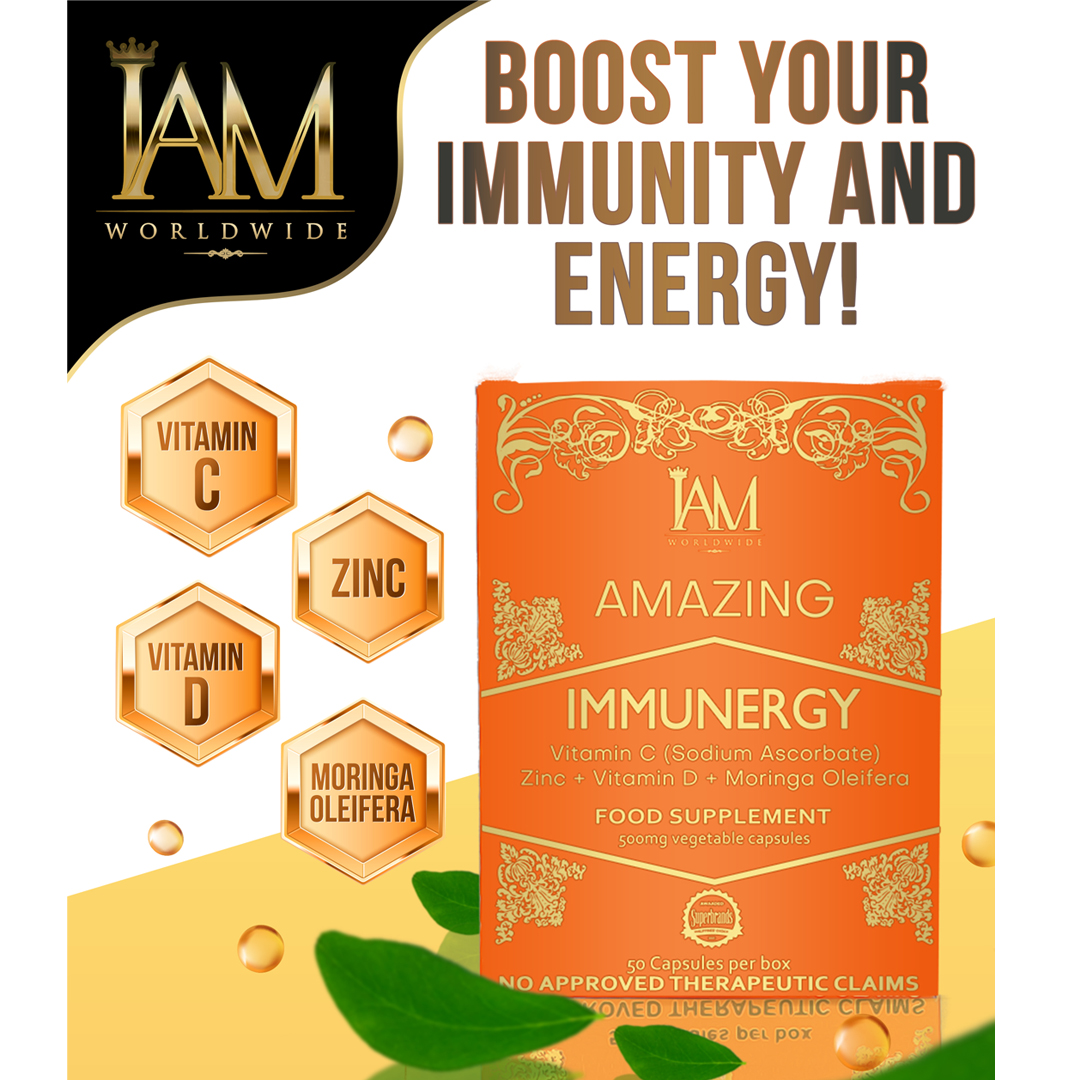 IAM
WORLDWIDE
BOOST YOUR
IMMUNITY AND
ENERGY!
VITAMIN
C
ZINC
VITAMIN
D
MORINGA
OLEIFERA
IAM
WORLDWIDE
AMAZING
IMMUNERGY
Vitamin C (Sodium Ascorbate)
Zinc + Vitamin D + Moringa Oleifera
FOOD SUPPLEMENT
500mg vegetable capsules
Superbrands
50 Capsules per box
NO APPROVED THERAPEUTIC CLAIMS